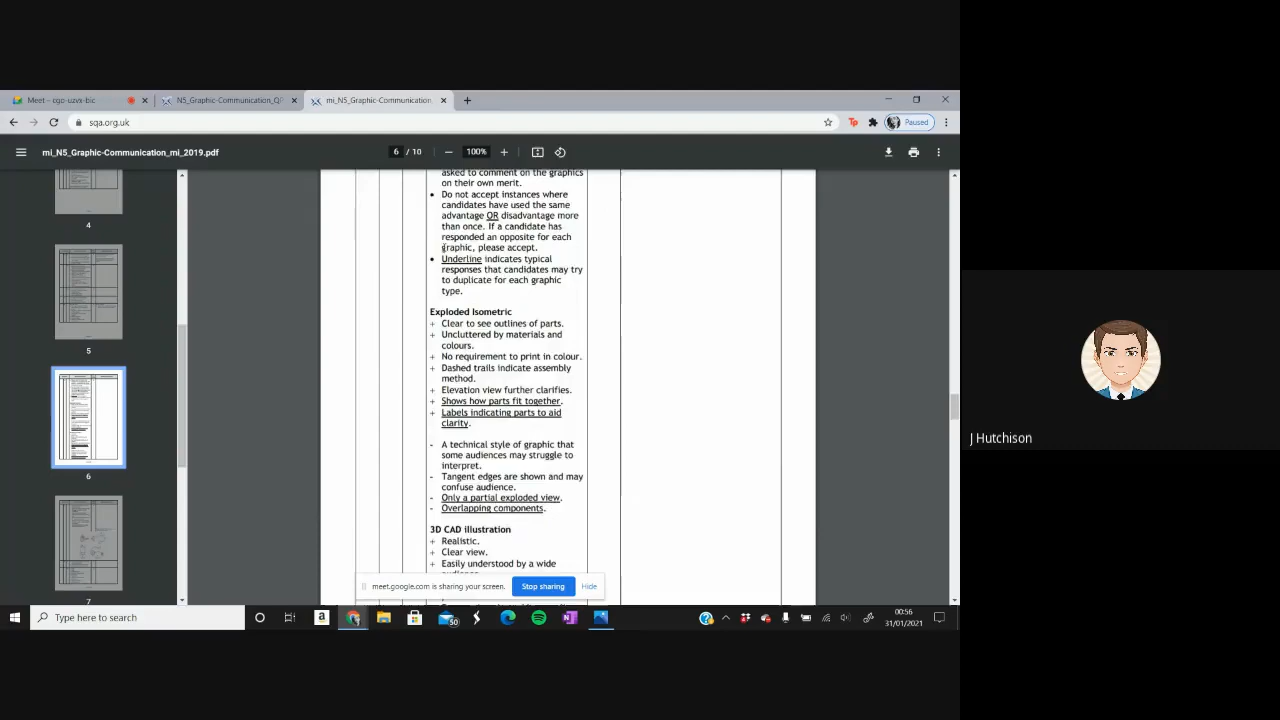 Meet – cgo-uzvx-bic
N5_Graphic-Communication_QP
mi_N5_Graphic-Communication_
sqa.org.uk
Paused
mi_N5_Graphic-Communication_mi_2019.pdf
6 / 10
100%
asked to comment on the graphics
on their own merit.
Do not accept instances where
candidates have used the same
advantage OR disadvantage more
than once. If a candidate has
responded an opposite for each
graphic, please accept.
Underline indicates typical
responses that candidates may try
to duplicate for each graphic
type.
Exploded Isometric
+ Clear to see outlines of parts.
+ Uncluttered by materials and
colours.
+ No requirement to print in colour.
+ Dashed trails indicate assembly
method.
+ Elevation view further clarifies.
+ Shows how parts fit together.
+ Labels indicating parts to aid
clarity.
- A technical style of graphic that
some audiences may struggle to
interpret.
- Tangent edges are shown and may
confuse audience.
- Only a partial exploded view.
- Overlapping components.
3D CAD illustration
+ Realistic.
+ Clear view.
+ Easily understood by a wide
4
5
6
7
meet.google.com is sharing your screen.
Stop sharing
Hide
Type here to search
50
00:56
31/01/2021
J Hutchison